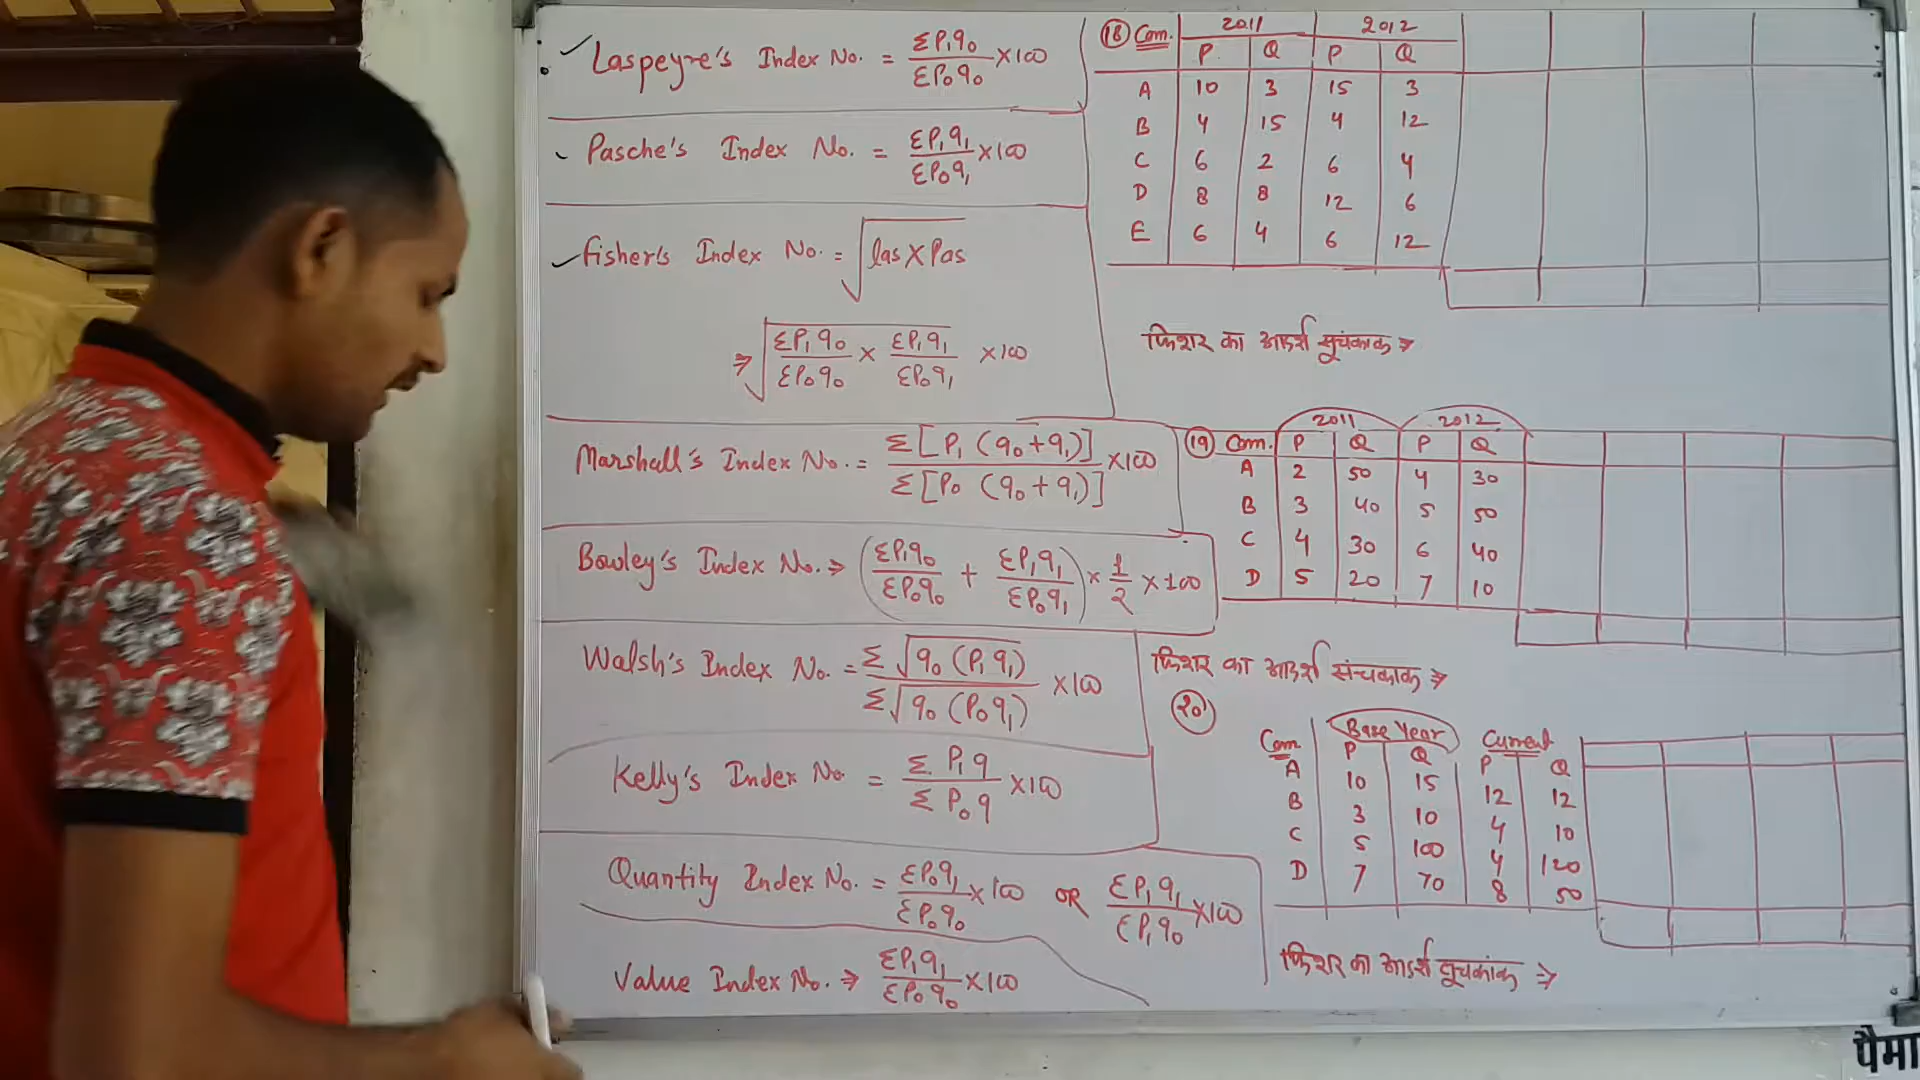 Laspeyre's Index No. = ΣP₁q₀ / ΣP₀q₀ ×100
Pasche's Index No. = ΣP₁q₁ / ΣP₀q₁ ×100
Fisher's Index No. = √las X Pas
⇒ √ΣP₁q₀ / ΣP₀q₀ × ΣP₁q₁ / ΣP₀q₁ ×100
Marshall's Index No. = Σ[P₁ (q₀+q₁)] / Σ[P₀ (q₀+q₁)] ×100
Bowley's Index No. ⇒ (ΣP₁q₀ / ΣP₀q₀ + ΣP₁q₁ / ΣP₀q₁) × 1/2 ×100
Walsh's Index No. = Σ√q₀ (P₁q₁) / Σ√q₀ (P₀q₁) ×100
Kelly's Index No. = Σ P₁q / Σ P₀q ×100
Quantity Index No. = ΣP₀q₁ / ΣP₀q₀ ×100 OR ΣP₁q₁ / ΣP₁q₀ ×100
Value Index No. ⇒ ΣP₁q₁ / ΣP₀q₀ ×100
18 Com. 2011 2012
P Q P Q
A 10 3 15 3
B 4 15 4 12
C 6 2 6 4
D 8 8 12 6
E 6 4 6 12
फिशर का आदर्श सूचकांक ⇒
2011 2012
19 Com. P Q P Q
A 2 50 4 30
B 3 40 5 50
C 4 30 6 40
D 5 20 7 10
फिशर का आदर्श संचकाक ⇒
20
Com Base Year Current
P Q P Q
A 10 15 12 12
B 3 10 4 10
C 5 100 4 120
D 7 70 8 50
फिशर का आदर्श सूचकांक ⇒
पैमा